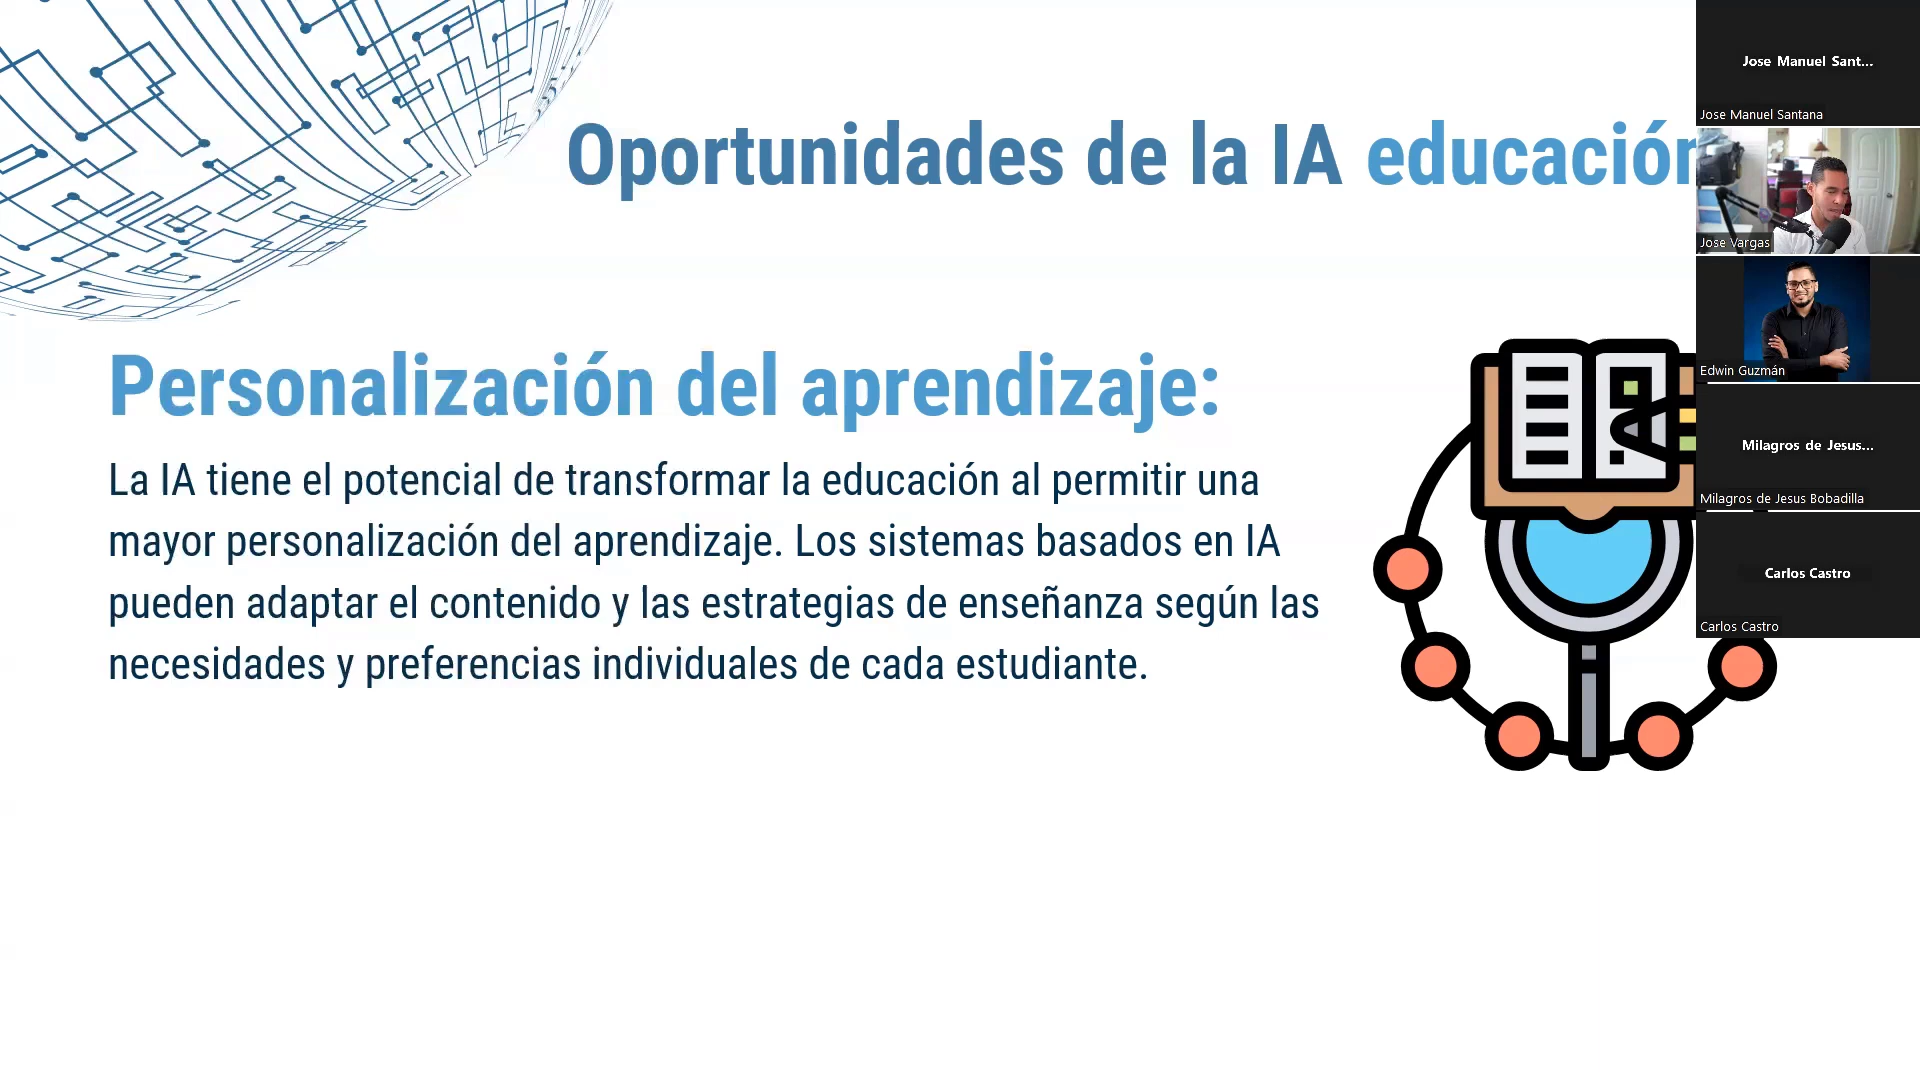 Oportunidades de la IA educación
Personalización del aprendizaje:
La IA tiene el potencial de transformar la educación al permitir una
mayor personalización del aprendizaje. Los sistemas basados en IA
pueden adaptar el contenido y las estrategias de enseñanza según las
necesidades y preferencias individuales de cada estudiante.
Jose Manuel Sant...
Jose Manuel Santana
Jose Vargas
Edwin Guzmán
Milagros de Jesus...
Milagros de Jesus Bobadilla
Carlos Castro
Carlos Castro